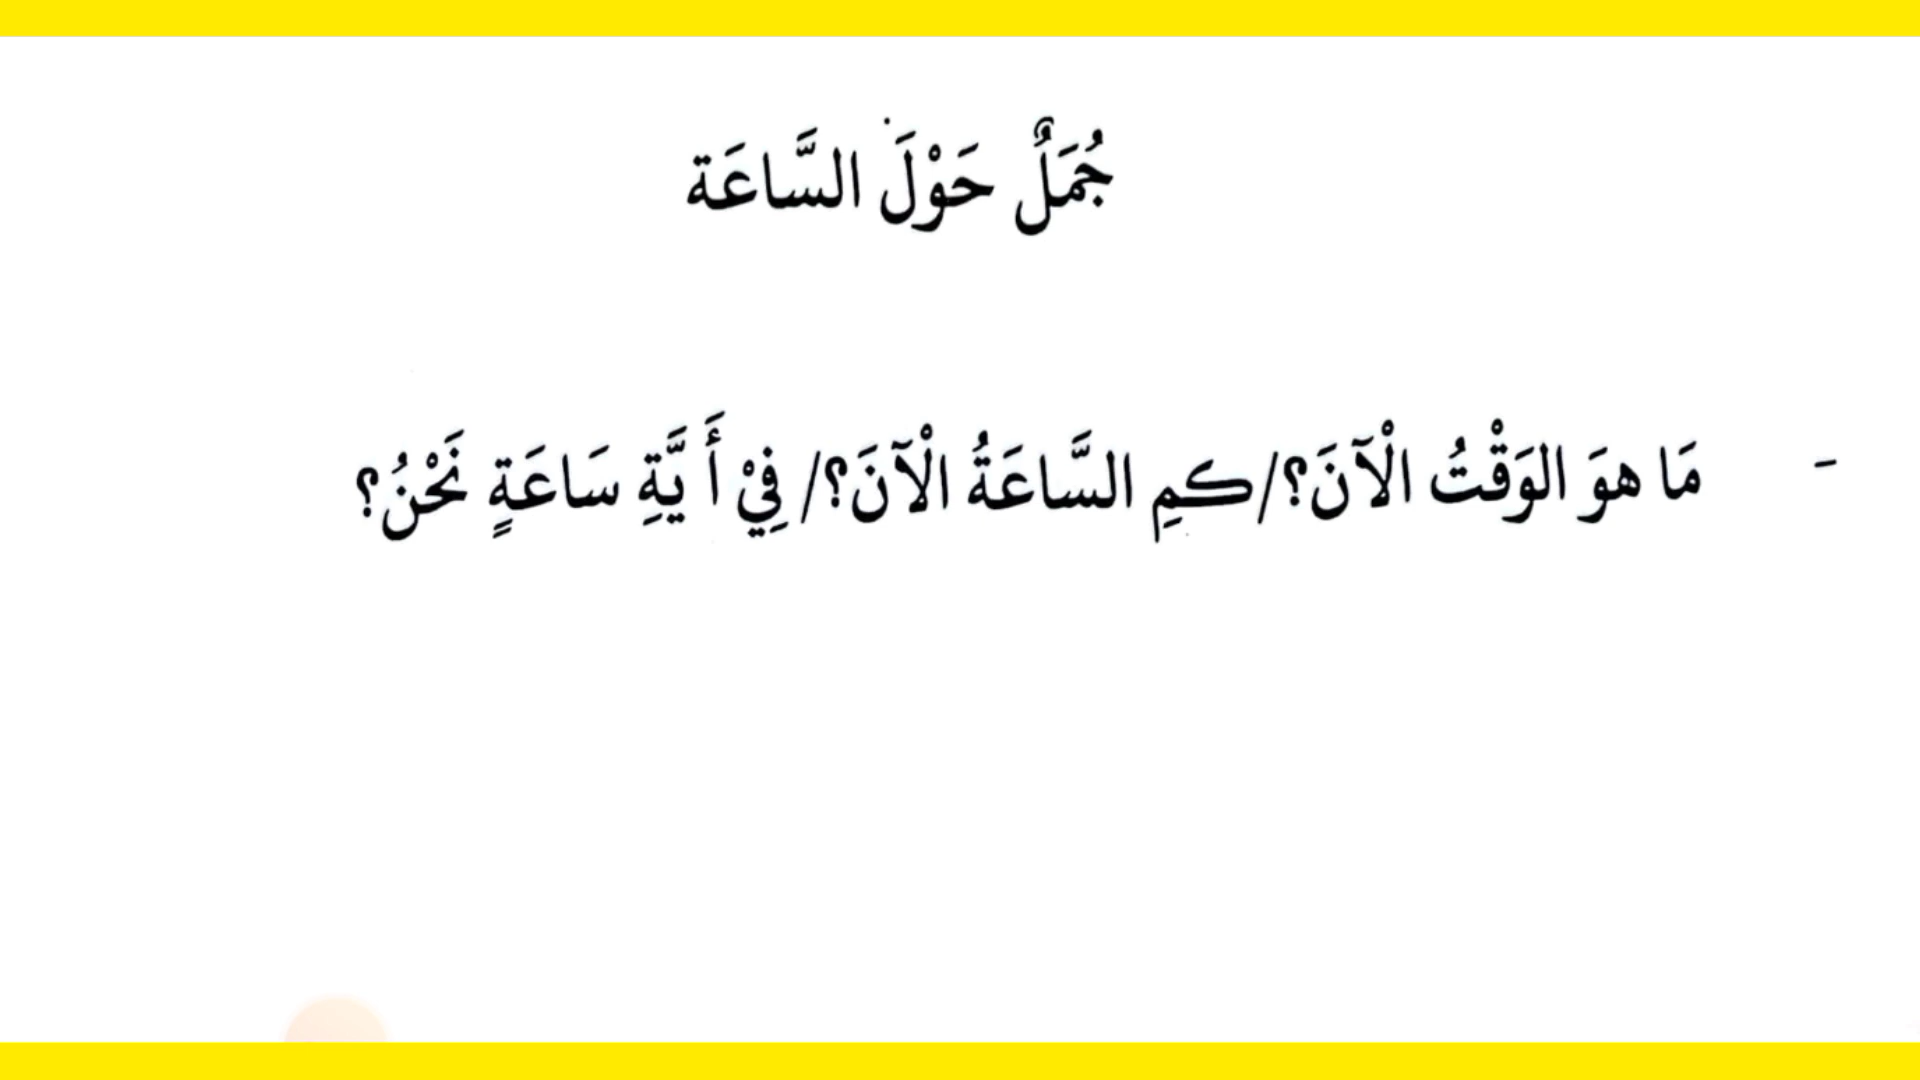 جُمَلٌ حَوْلَ السَّاعَة
- مَا هوَ الوَقْتُ الْآنَ؟/كمِ السَّاعَةُ الْآنَ؟/ فِيْ أَ يَّةِ سَاعَةٍ نَحْنُ؟